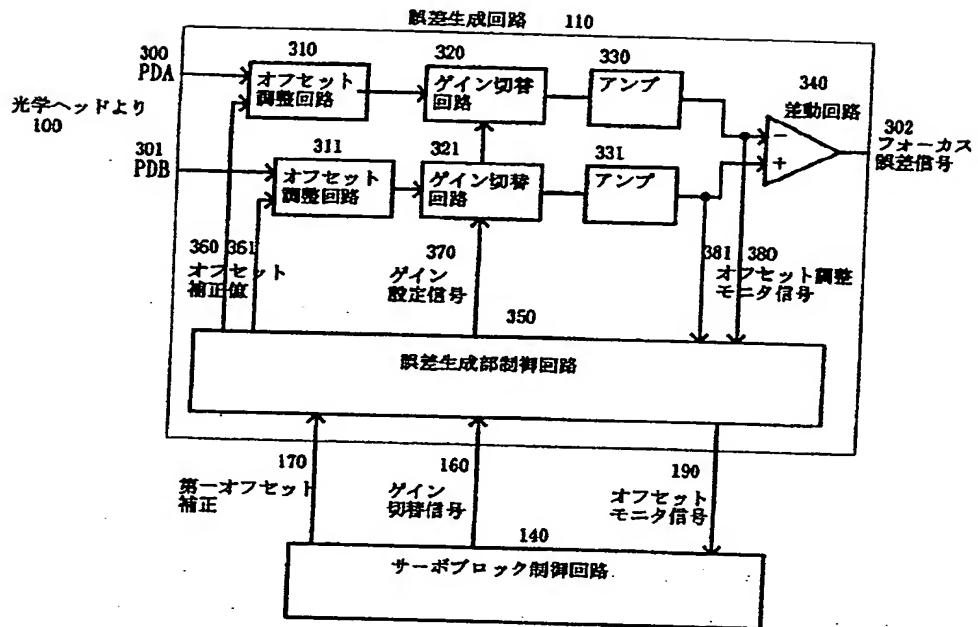 誤差生成回路 110
300
PDA
310
オフセット
調整回路
320
ゲイン切替
回路
330
アンプ
340
差動回路
−
+
302
フォーカス
誤差信号
光学ヘッドより
100
301
PDB
311
オフセット
調整回路
321
ゲイン切替
回路
331
アンプ
360 361
オフセット
補正値
370
ゲイン
設定信号
381 380
オフセット調整
モニタ信号
350
誤差生成部制御回路
170
第一オフセット
補正
160
ゲイン
切替信号
190
オフセット
モニタ信号
140
サーボブロック制御回路